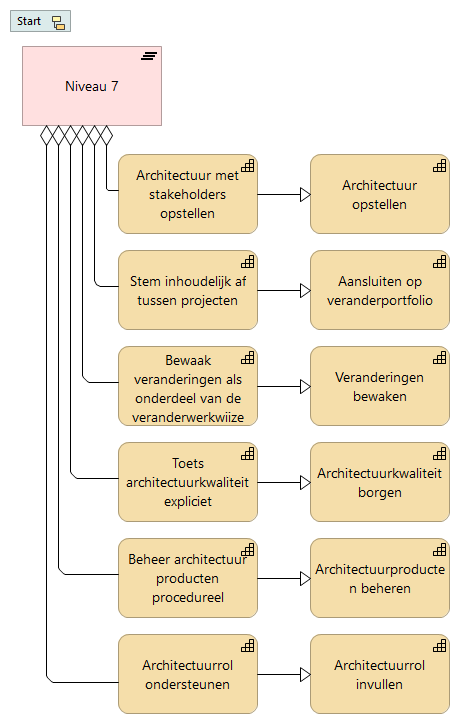 Start
Niveau 7
Architectuur met
stakeholders
opstellen
Architectuur
opstellen
Stem inhoudelijk af
tussen projecten
Aansluiten op
veranderportfolio
Bewaak
veranderingen als
onderdeel van de
veranderwerkwijze
Veranderingen
bewaken
Toets
architectuurkwaliteit
expliciet
Architectuurkwaliteit
borgen
Beheer architectuur
producten
procedureel
Architectuurproducte
n beheren
Architectuurrol
ondersteunen
Architectuurrol
invullen